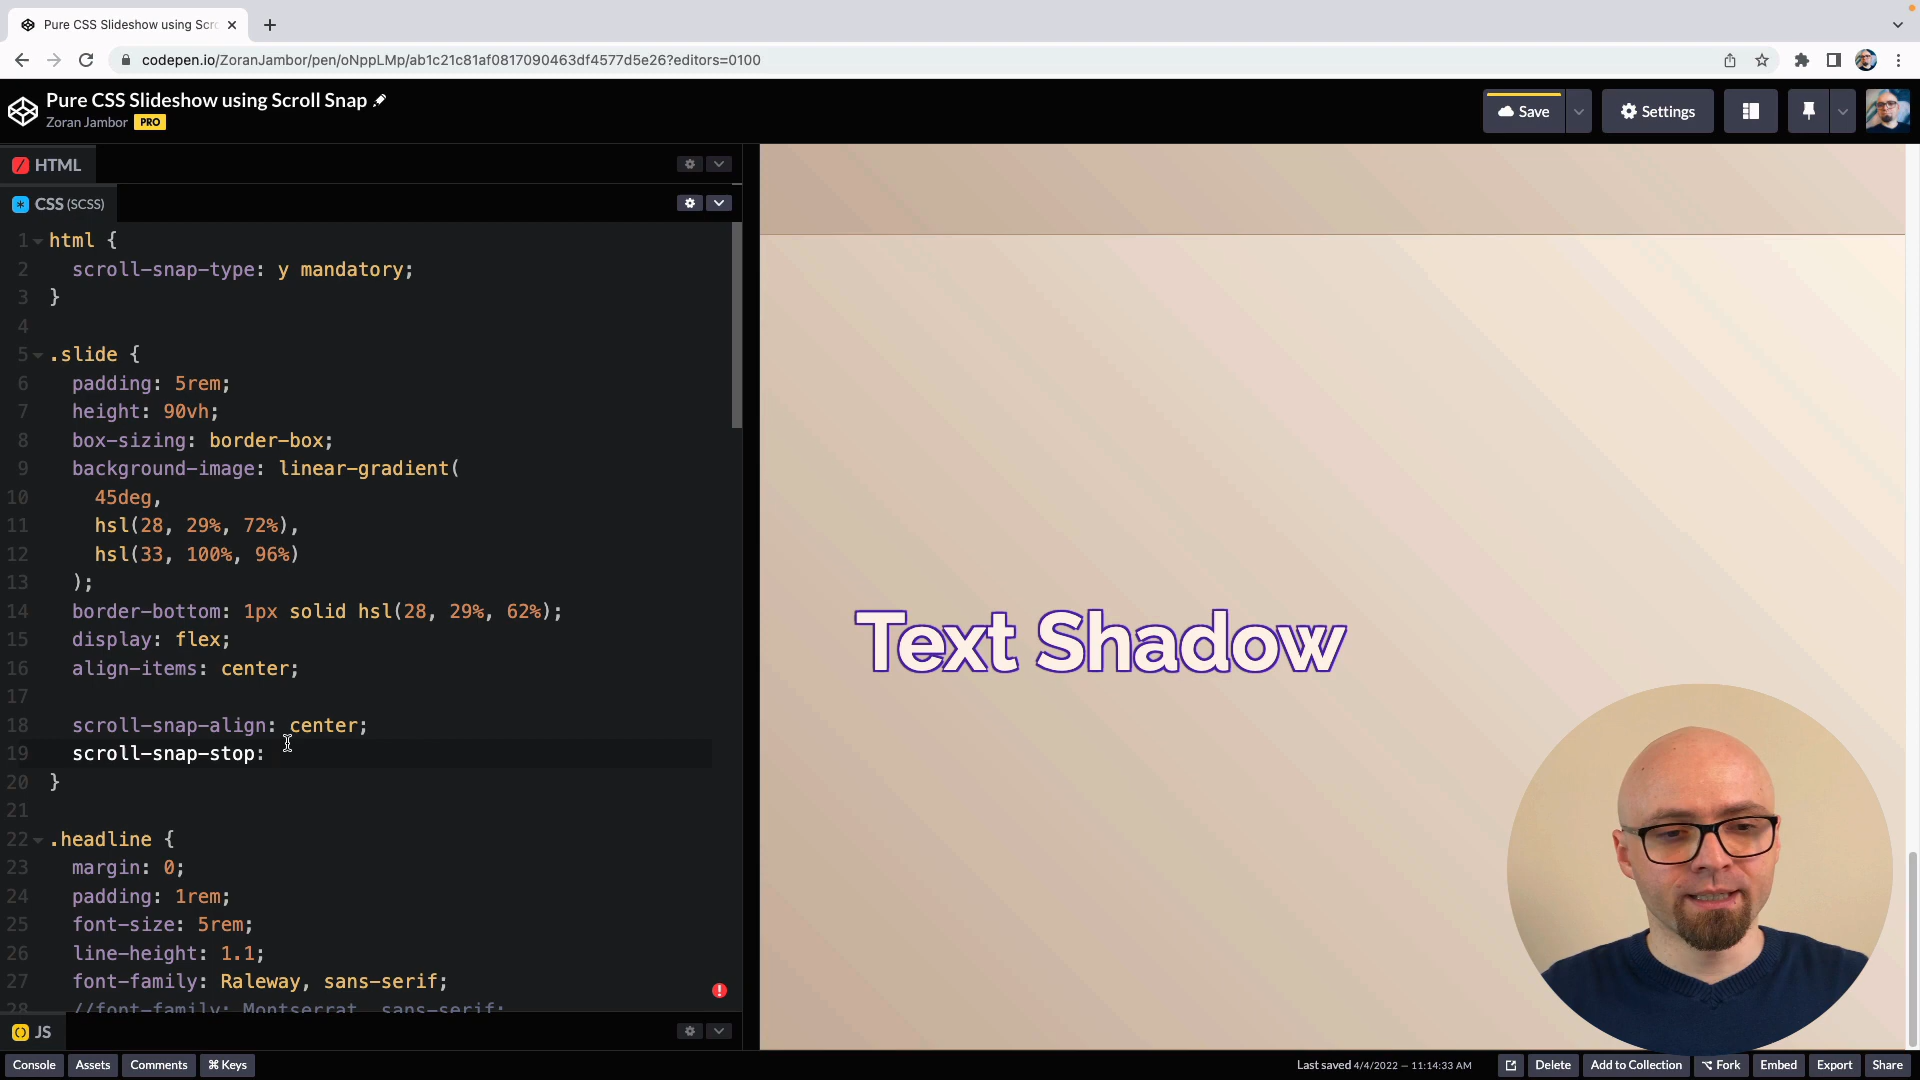 Pure CSS Slideshow using Scro
codepen.io/ZoranJambor/pen/oNppLMp/ab1c21c81af0817090463df4577d5e26?editors=0100
Pure CSS Slideshow using Scroll Snap
Zoran Jambor PRO
Save
Settings
HTML
CSS (SCSS)
1 html {
2 scroll-snap-type: y mandatory;
3 }
4
5 .slide {
6 padding: 5rem;
7 height: 90vh;
8 box-sizing: border-box;
9 background-image: linear-gradient(
10 45deg,
11 hsl(28, 29%, 72%),
12 hsl(33, 100%, 96%)
13 );
14 border-bottom: 1px solid hsl(28, 29%, 62%);
15 display: flex;
16 align-items: center;
17
18 scroll-snap-align: center;
19 scroll-snap-stop:
20 }
21
22 .headline {
23 margin: 0;
24 padding: 1rem;
25 font-size: 5rem;
26 line-height: 1.1;
27 font-family: Raleway, sans-serif;
28 //font-family: Montserrat, sans-serif;
Text Shadow
JS
Console Assets Comments ⌘ Keys
Last saved 4/4/2022 — 11:14:33 AM
Delete Add to Collection ⌥ Fork Embed Export Share